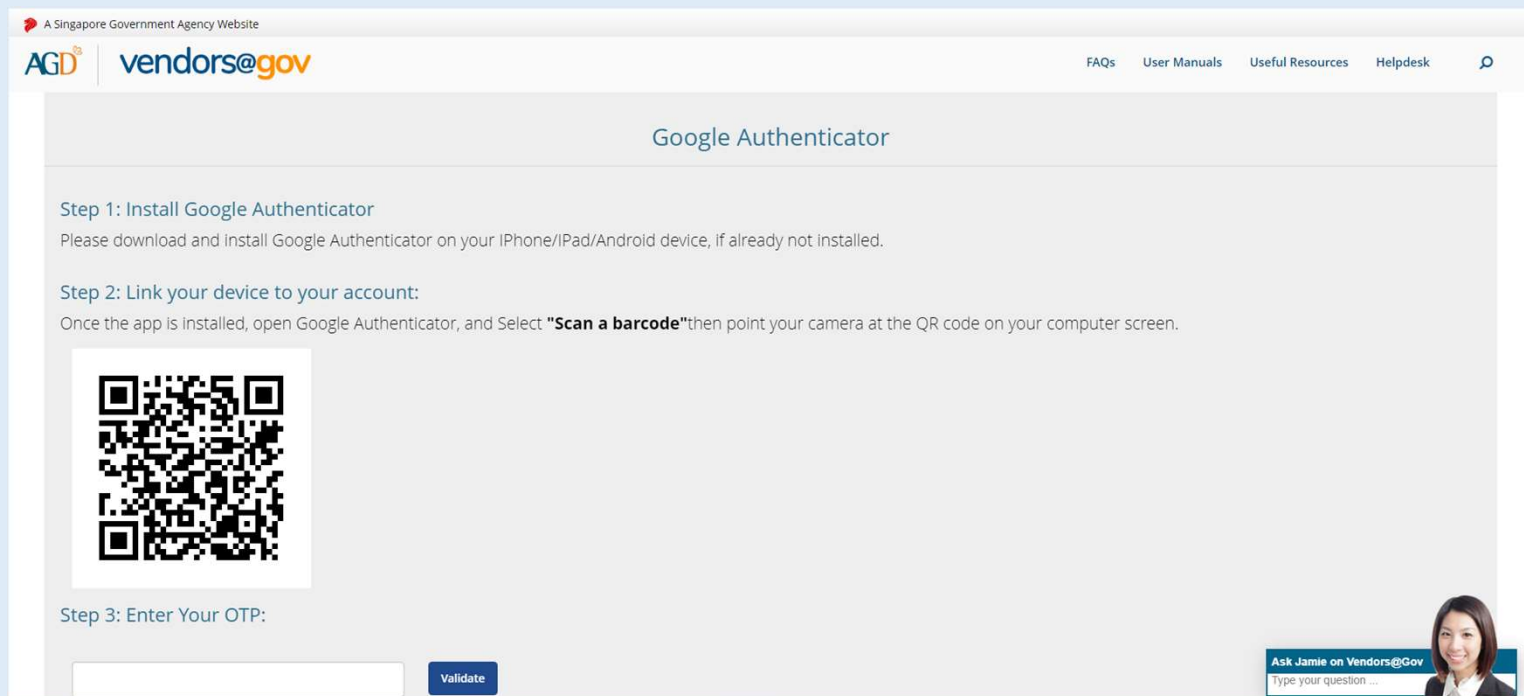 A Singapore Government Agency Website
AGD vendors@gov
FAQs User Manuals Useful Resources Helpdesk
Google Authenticator
Step 1: Install Google Authenticator
Please download and install Google Authenticator on your IPhone/IPad/Android device, if already not installed.
Step 2: Link your device to your account:
Once the app is installed, open Google Authenticator, and Select "Scan a barcode"then point your camera at the QR code on your computer screen.
Step 3: Enter Your OTP:
Validate
Ask Jamie on Vendors@Gov
Type your question ...